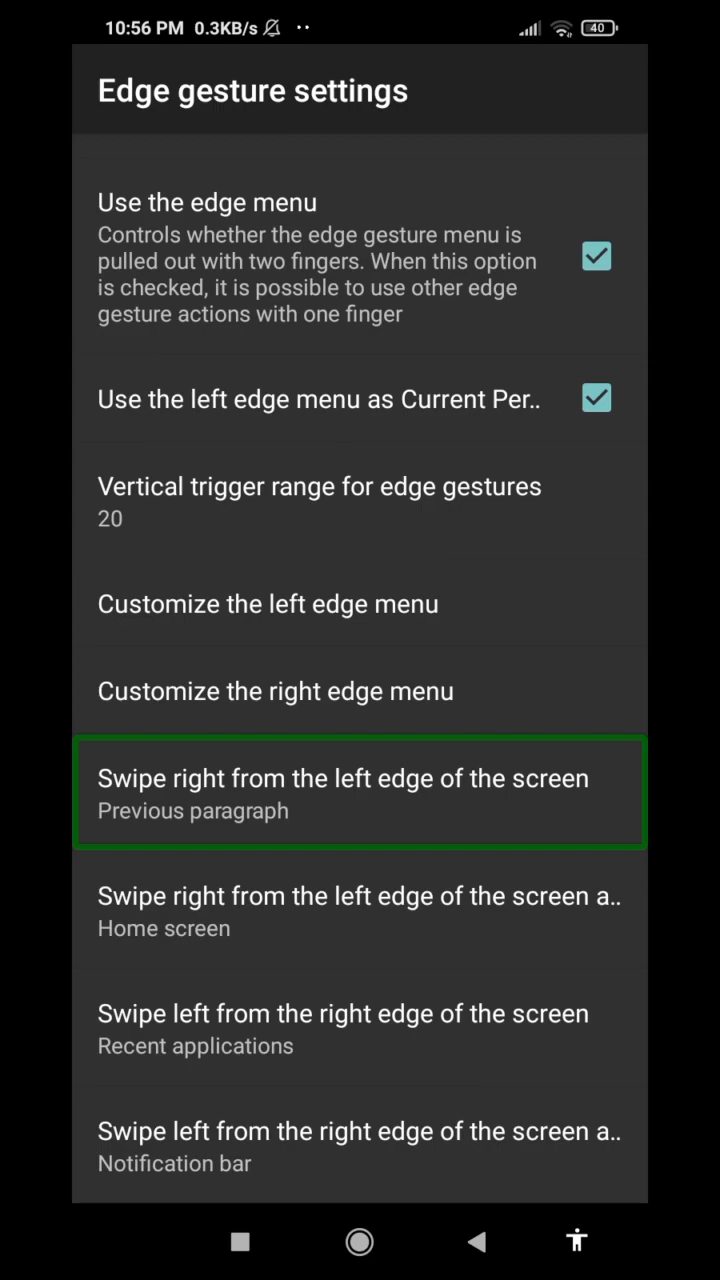 10:56 PM 0.3KB/s
40
Edge gesture settings
Use the edge menu
Controls whether the edge gesture menu is
pulled out with two fingers. When this option
is checked, it is possible to use other edge
gesture actions with one finger
Use the left edge menu as Current Per..
Vertical trigger range for edge gestures
20
Customize the left edge menu
Customize the right edge menu
Swipe right from the left edge of the screen
Previous paragraph
Swipe right from the left edge of the screen a..
Home screen
Swipe left from the right edge of the screen
Recent applications
Swipe left from the right edge of the screen a..
Notification bar